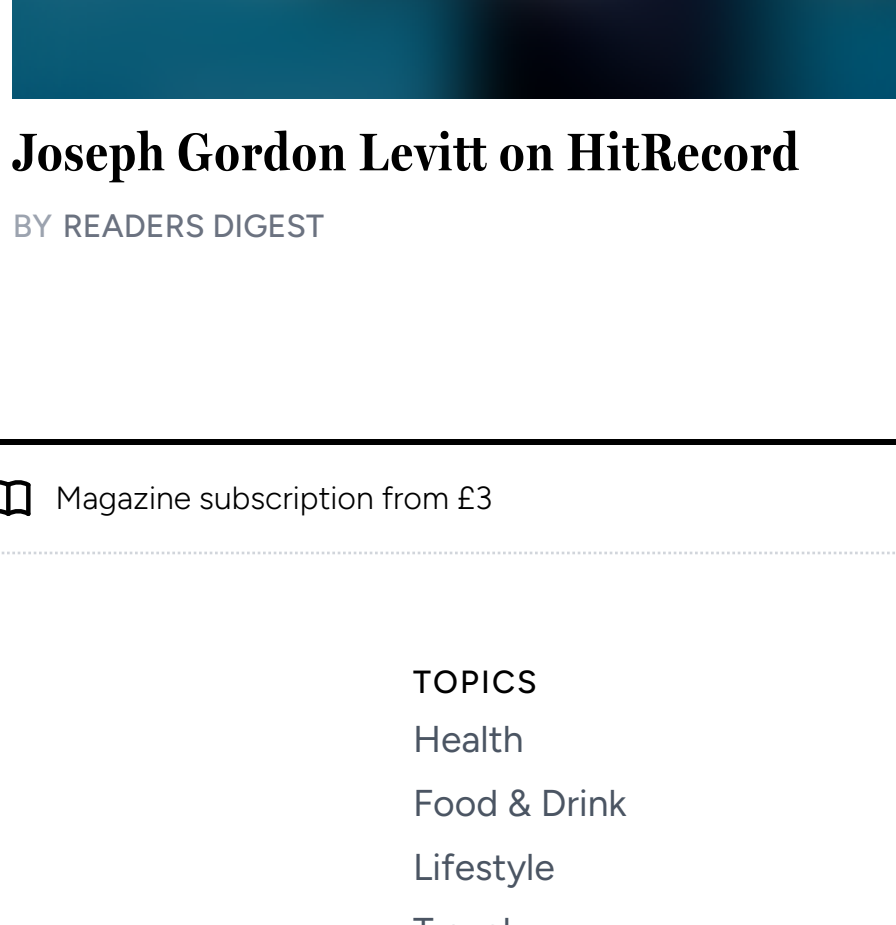 Joseph Gordon Levitt on HitRecord
BY READERS DIGEST
Magazine subscription from £3
TOPICS
Health
Food & Drink
Lifestyle